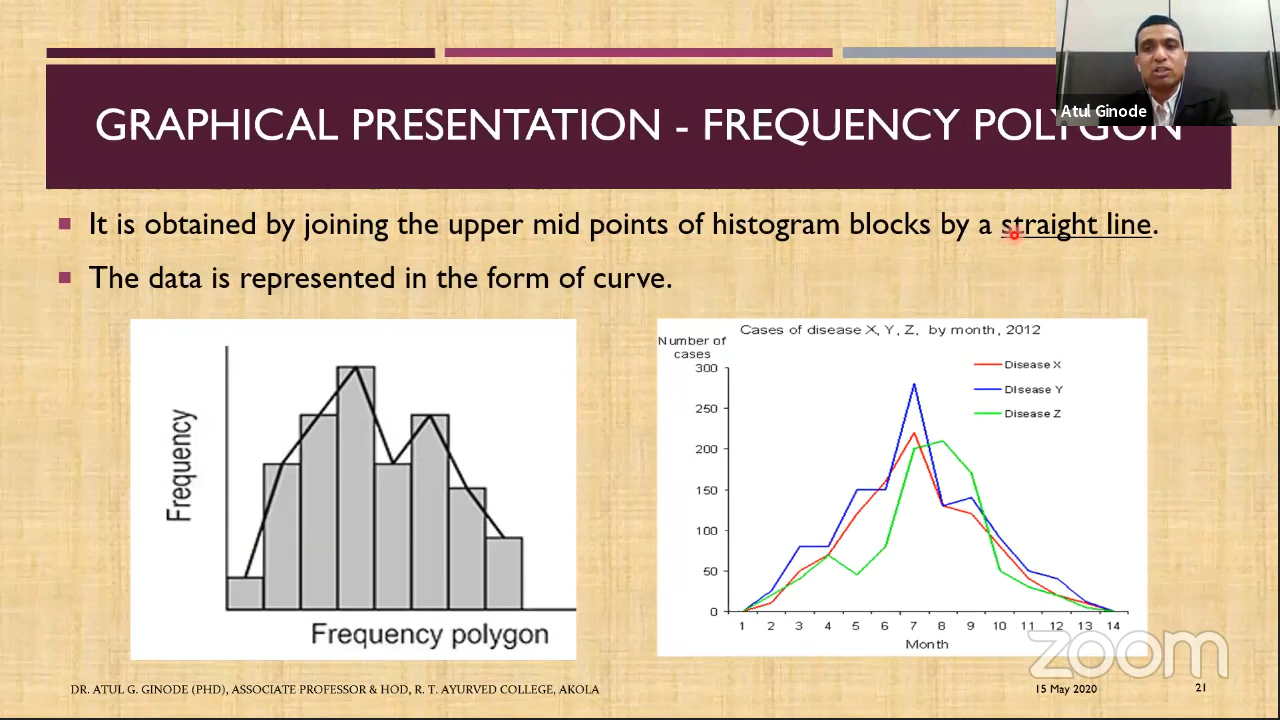 Atul Ginode
GRAPHICAL PRESENTATION - FREQUENCY POLYGON
It is obtained by joining the upper mid points of histogram blocks by a straight line.
The data is represented in the form of curve.
Frequency
Frequency polygon
Cases of disease X, Y, Z, by month, 2012
Number of
cases
300
250
200
150
100
50
0
Disease X
DIsease Y
Disease Z
1 2 3 4 5 6 7 8 9 10 11 12 13 14
Month
zoom
DR. ATUL G. GINODE (PHD), ASSOCIATE PROFESSOR & HOD, R. T. AYURVED COLLEGE, AKOLA
15 May 2020
21